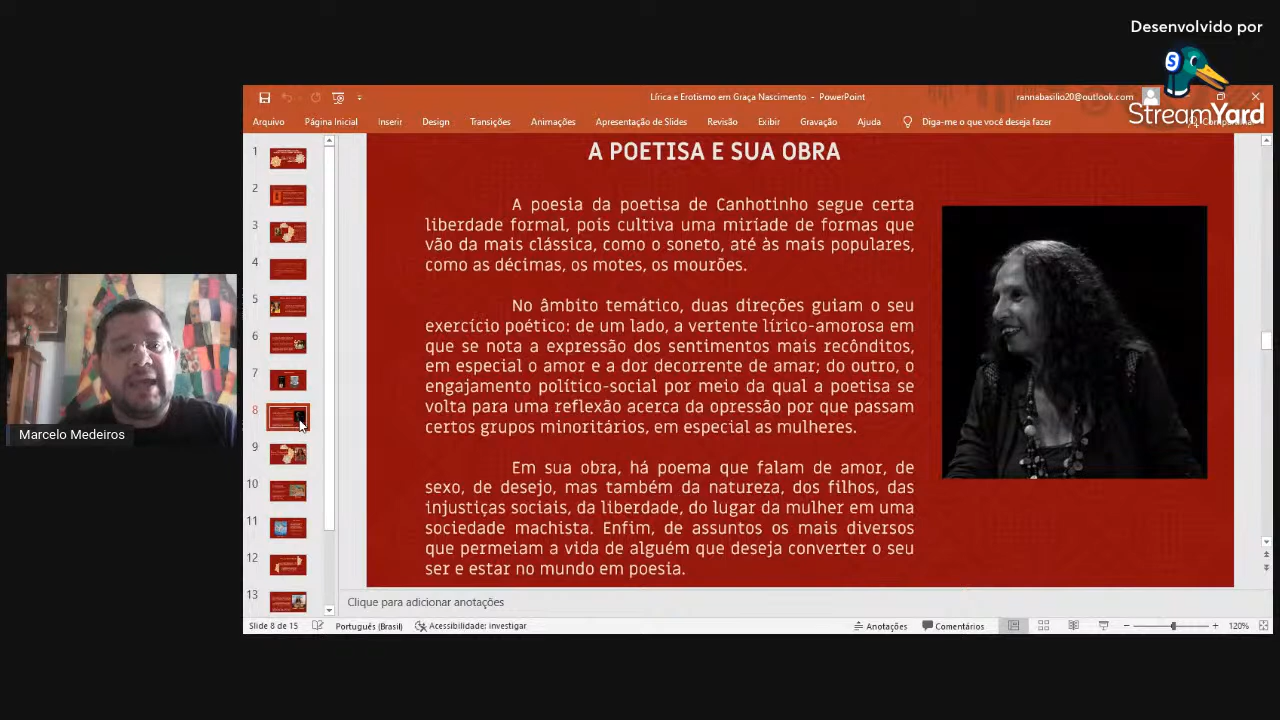 Desenvolvido por
StreamYard
Lírica e Erotismo em Graça Nascimento - PowerPoint
rannabasilio20@outlook.com
Arquivo Página Inicial Inserir Design Transições Animações Apresentação de Slides Revisão Exibir Gravação Ajuda Diga-me o que você deseja fazer
1
2
3
4
5
6
7
8
9
10
11
12
13
A POETISA E SUA OBRA
A poesia da poetisa de Canhotinho segue certa
liberdade formal, pois cultiva uma miríade de formas que
vão da mais clássica, como o soneto, até às mais populares,
como as décimas, os motes, os mourões.
No âmbito temático, duas direções guiam o seu
exercício poético: de um lado, a vertente lírico-amorosa em
que se nota a expressão dos sentimentos mais recônditos,
em especial o amor e a dor decorrente de amar; do outro, o
engajamento político-social por meio da qual a poetisa se
volta para uma reflexão acerca da opressão por que passam
certos grupos minoritários, em especial as mulheres.
Em sua obra, há poema que falam de amor, de
sexo, de desejo, mas também da natureza, dos filhos, das
injustiças sociais, da liberdade, do lugar da mulher em uma
sociedade machista. Enfim, de assuntos os mais diversos
que permeiam a vida de alguém que deseja converter o seu
ser e estar no mundo em poesia.
Marcelo Medeiros
Clique para adicionar anotações
Slide 8 de 15 Português (Brasil) Acessibilidade: investigar Anotações Comentários 120%